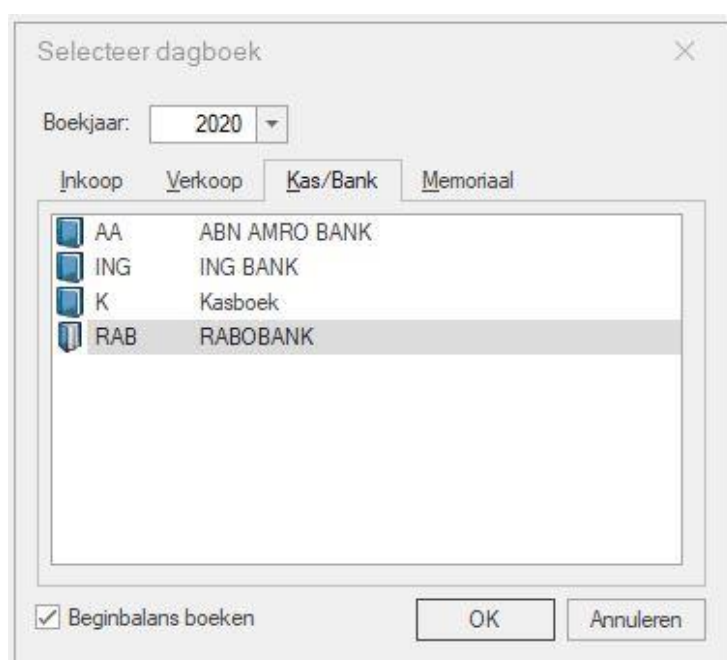 Selecteer dagboek
Boekjaar: 2020
Inkoop Verkoop Kas/Bank Memoriaal
AA ABN AMRO BANK
ING ING BANK
K Kasboek
RAB RABOBANK
Beginbalans boeken OK Annuleren